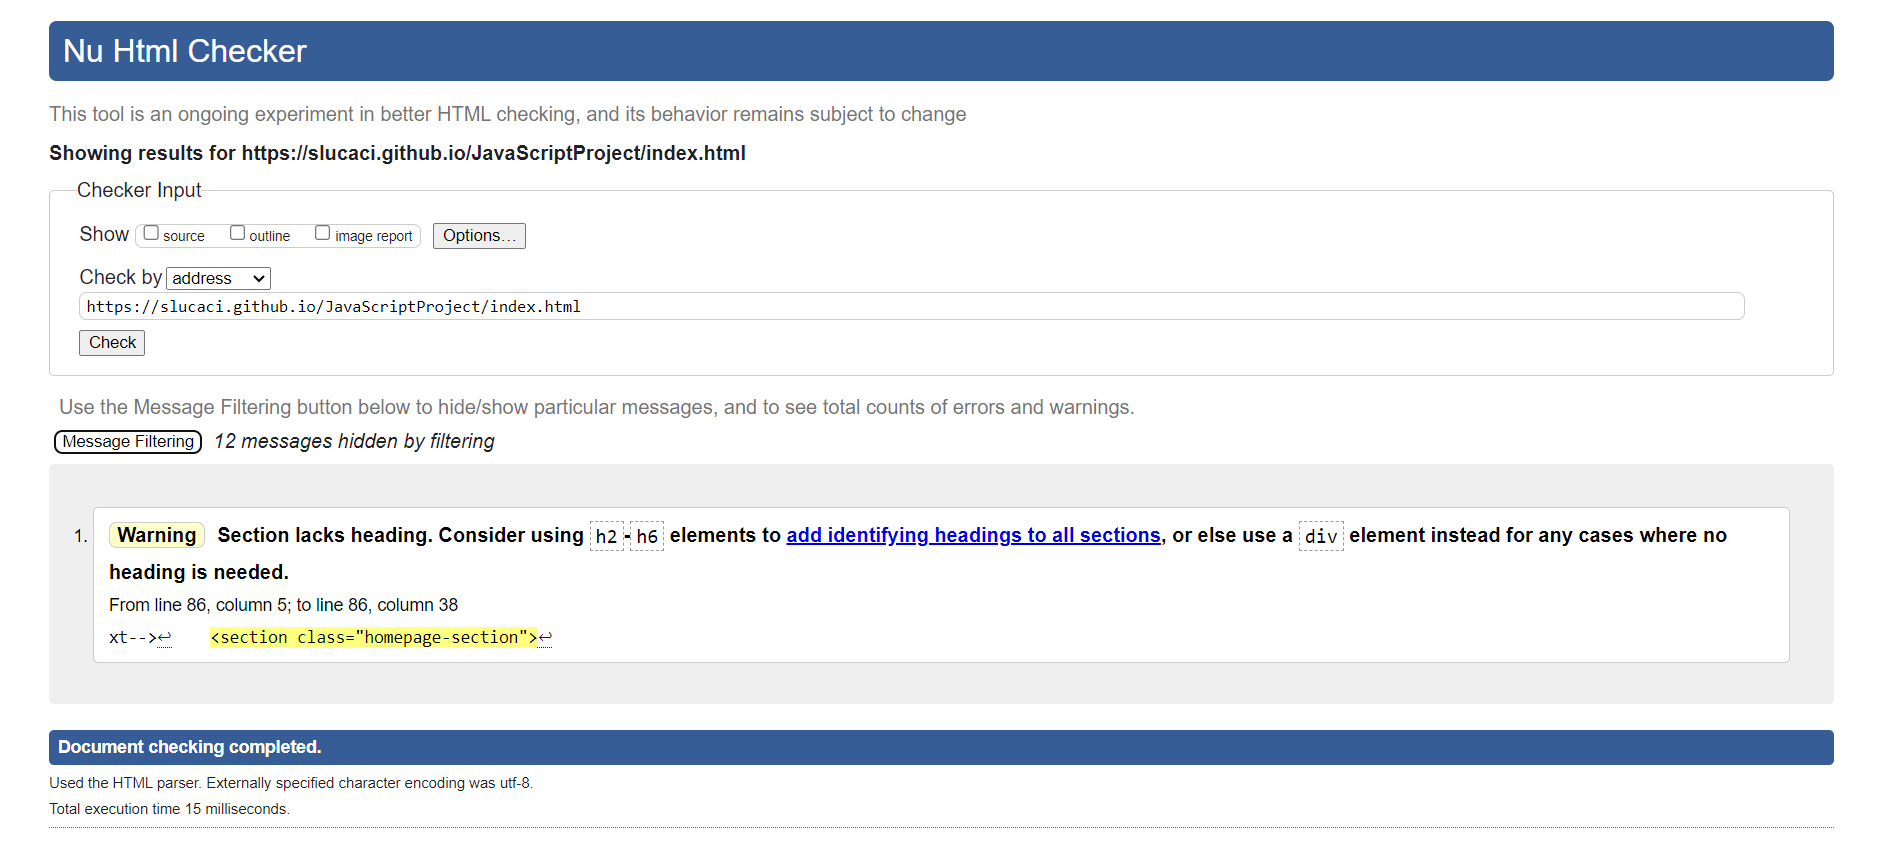 Nu Html Checker
This tool is an ongoing experiment in better HTML checking, and its behavior remains subject to change
Showing results for https://slucaci.github.io/JavaScriptProject/index.html
Checker Input
Show source outline image report Options…
Check by address
https://slucaci.github.io/JavaScriptProject/index.html
Check
Use the Message Filtering button below to hide/show particular messages, and to see total counts of errors and warnings.
Message Filtering 12 messages hidden by filtering
1. Warning Section lacks heading. Consider using h2-h6 elements to add identifying headings to all sections, or else use a div element instead for any cases where no
heading is needed.
From line 86, column 5; to line 86, column 38
xt-->↩ <section class="homepage-section">↩
Document checking completed.
Used the HTML parser. Externally specified character encoding was utf-8.
Total execution time 15 milliseconds.